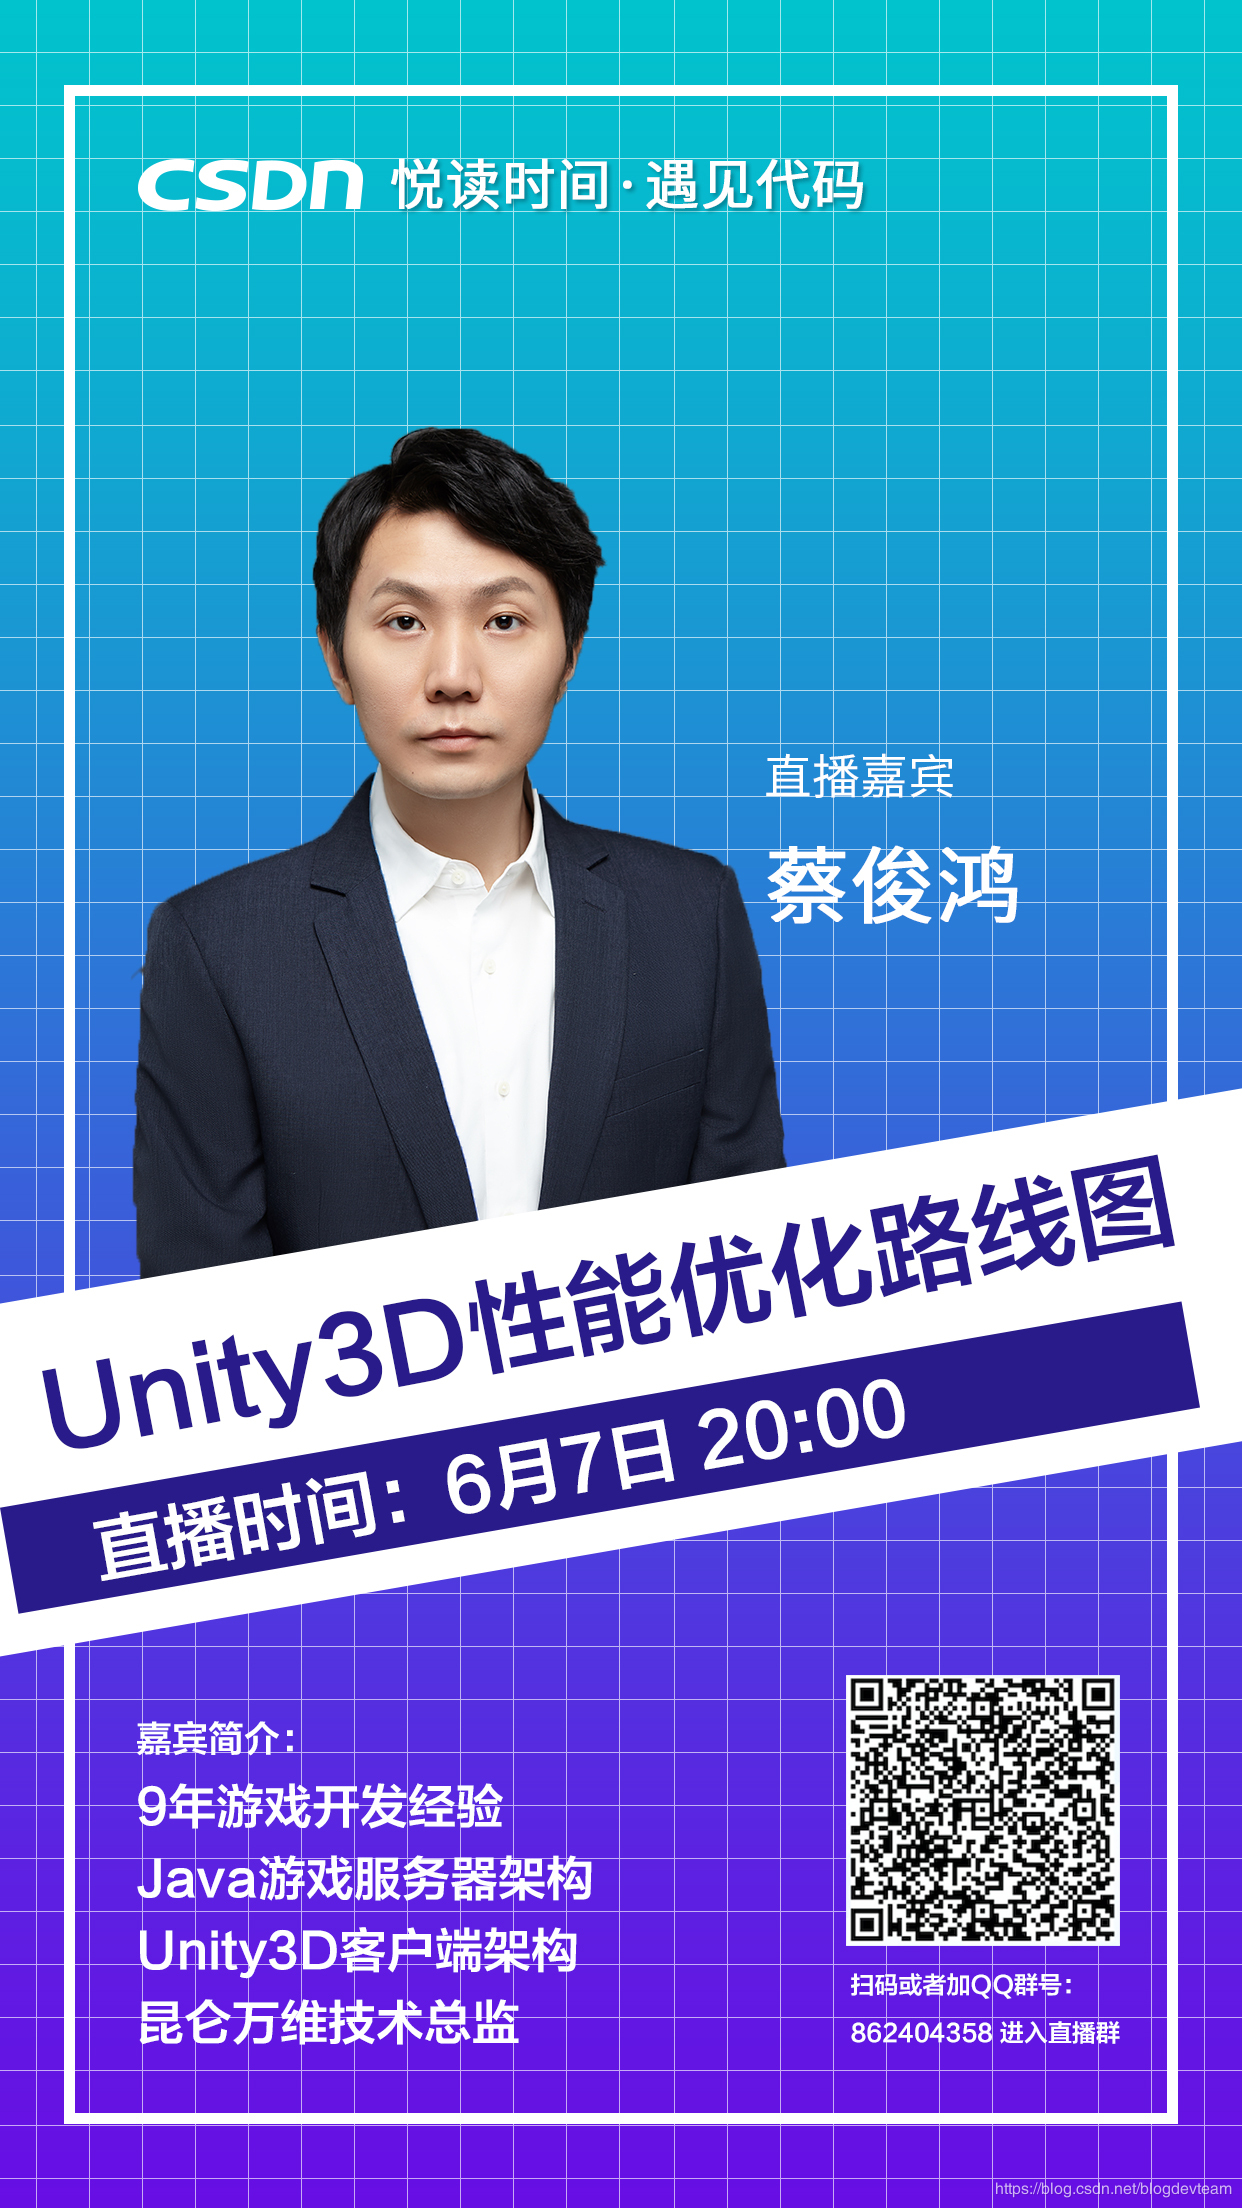 CSDN 悦读时间·遇见代码
直播嘉宾
蔡俊鸿
Unity3D性能优化路线图
直播时间：6月7日 20:00
嘉宾简介：
9年游戏开发经验
Java游戏服务器架构
Unity3D客户端架构
昆仑万维技术总监
扫码或者加QQ群号：
862404358 进入直播群
https://blog.csdn.net/blogdevteam